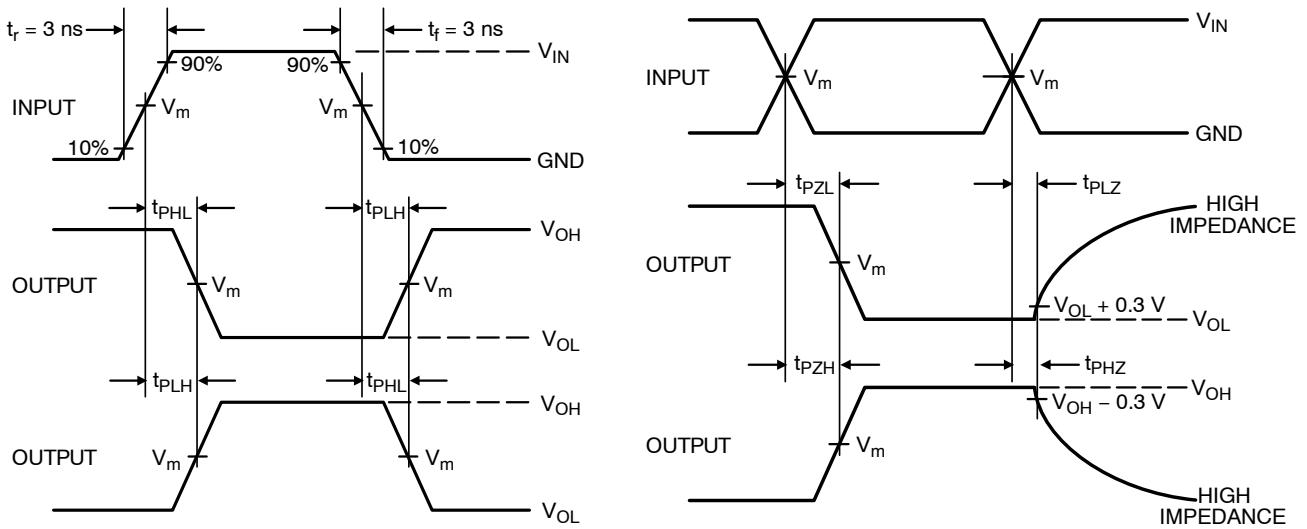 t_r = 3 ns
t_f = 3 ns
V_IN
90%
90%
INPUT
V_m
V_m
10%
10%
GND
t_PHL
t_PLH
V_OH
OUTPUT
V_m
V_m
V_OL
t_PLH
t_PHL
V_OH
OUTPUT
V_m
V_m
V_OL
V_IN
INPUT
V_m
V_m
GND
t_PZL
t_PLZ
HIGH
IMPEDANCE
OUTPUT
V_m
V_OL + 0.3 V
V_OL
t_PZH
t_PHZ
V_OH
V_OH – 0.3 V
OUTPUT
V_m
HIGH
IMPEDANCE